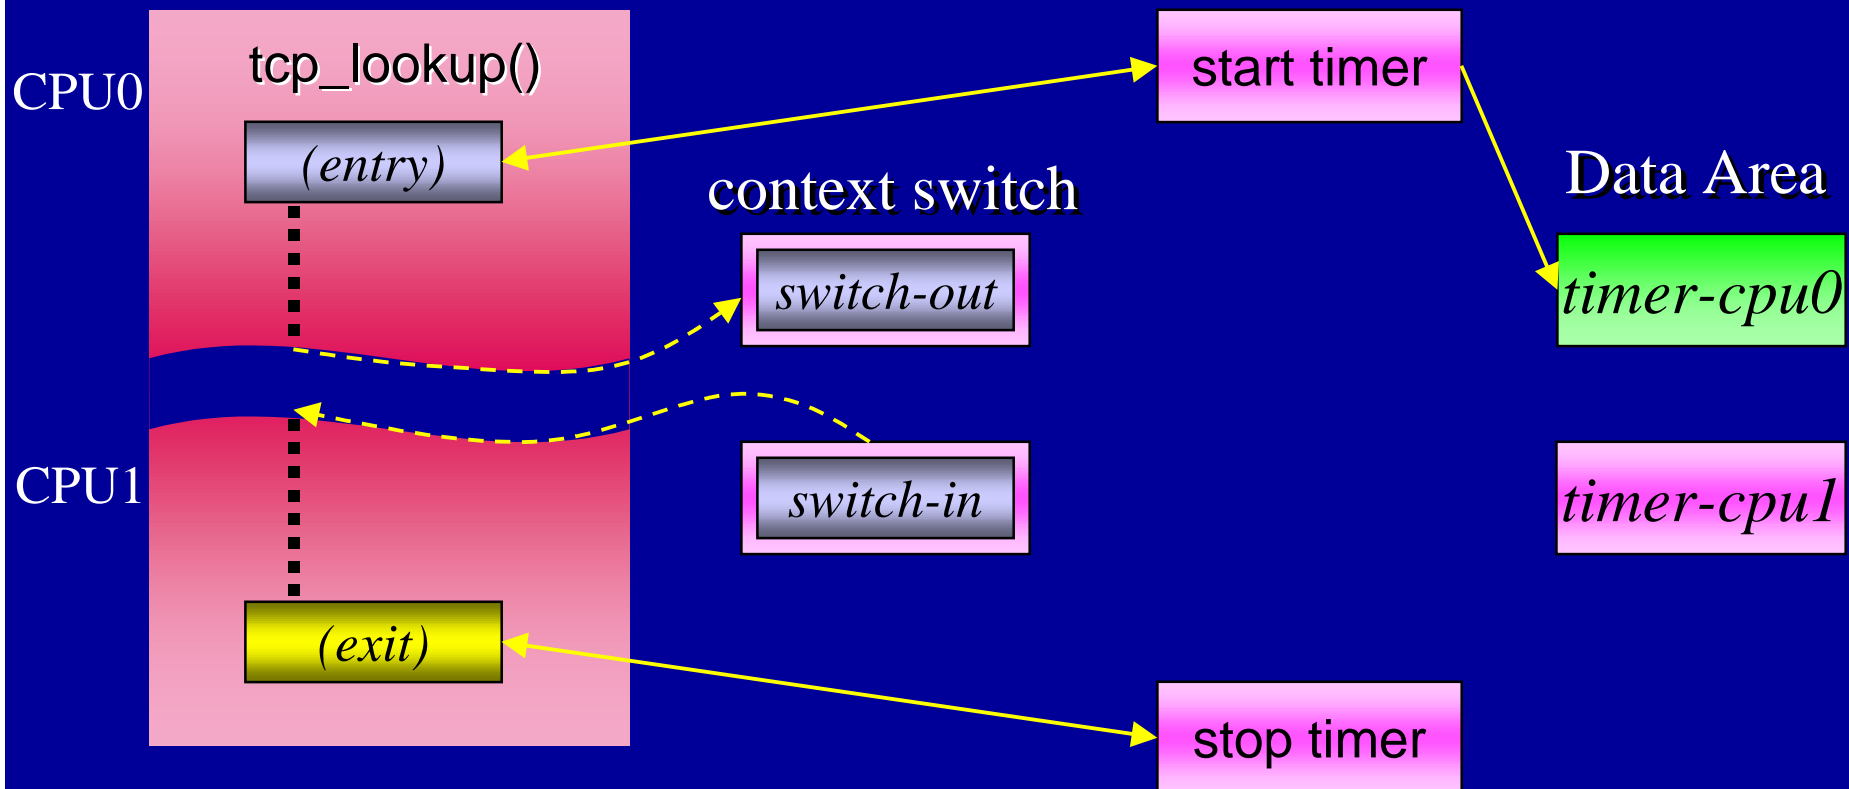 tcp_lookup()
start timer
CPU0
(entry)
context switch
Data Area
switch-out
timer-cpu0
CPU1
switch-in
timer-cpu1
(exit)
stop timer